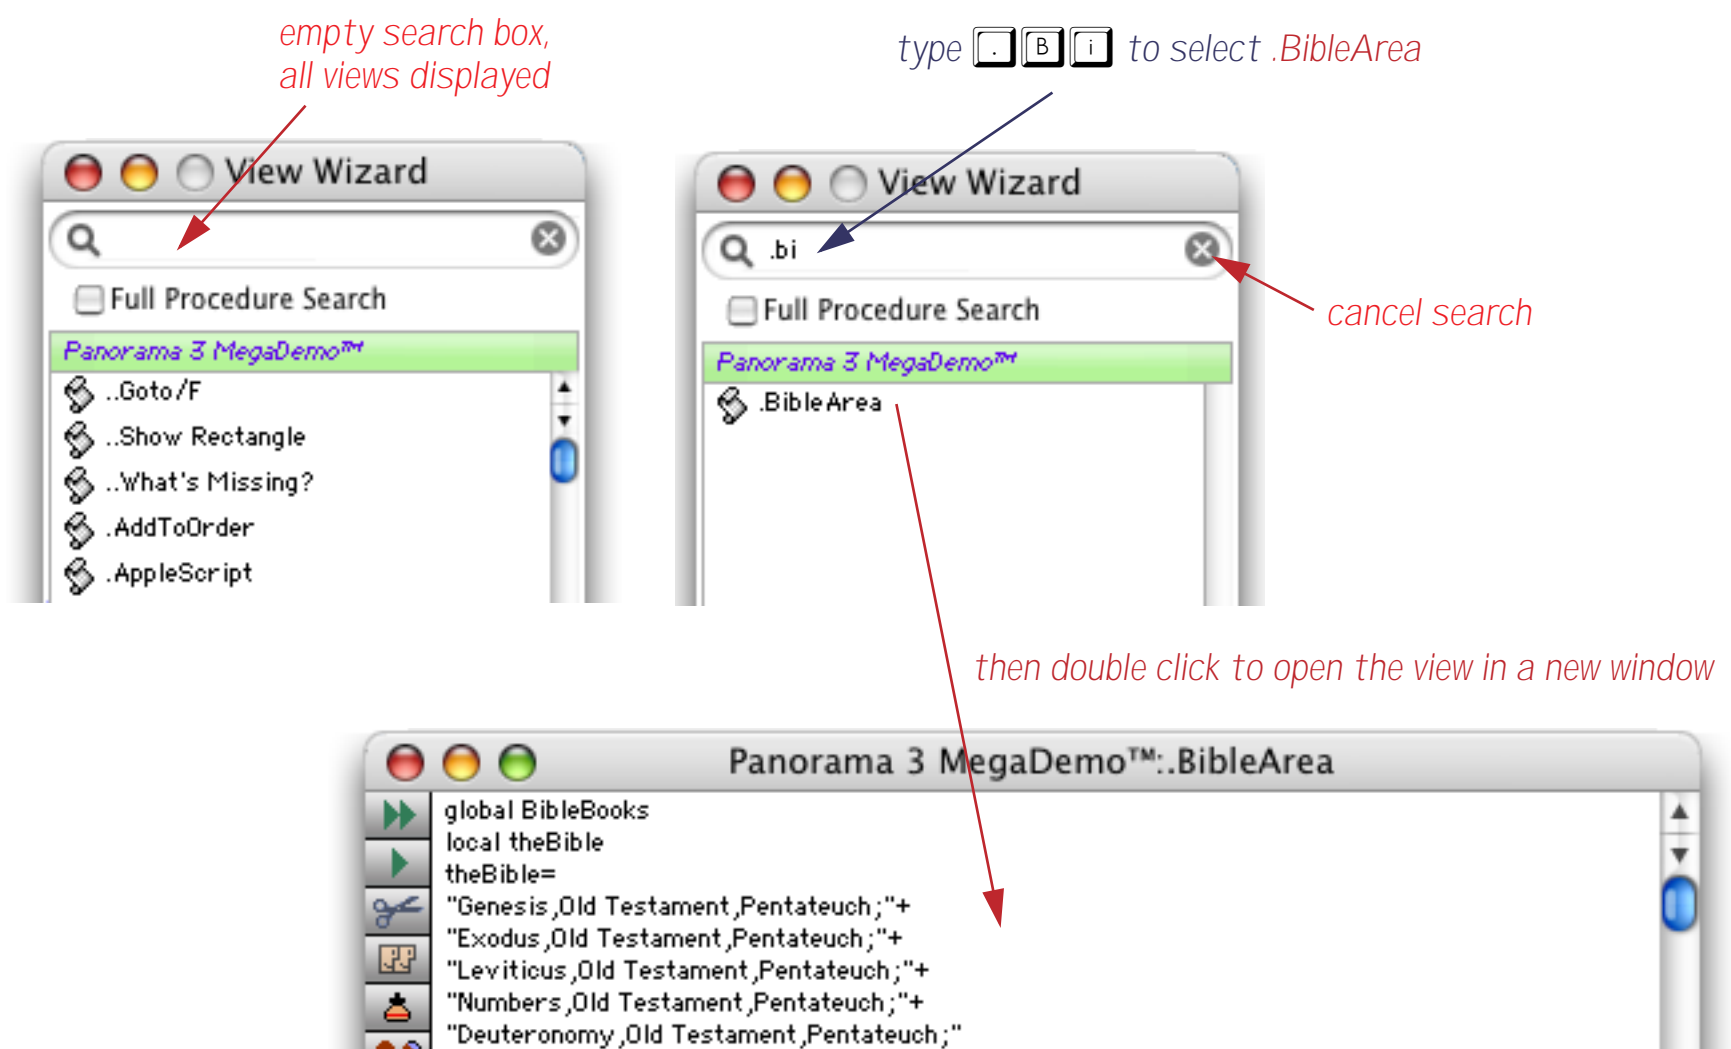 empty search box,
all views displayed
type . B i to select .BibleArea
View Wizard
Full Procedure Search
Panorama 3 MegaDemo™
..Goto/F
..Show Rectangle
..What's Missing?
.AddToOrder
.AppleScript
View Wizard
.bi
Full Procedure Search
Panorama 3 MegaDemo™
.BibleArea
cancel search
then double click to open the view in a new window
Panorama 3 MegaDemo™:.BibleArea
global BibleBooks
local theBible
theBible=
"Genesis,Old Testament,Pentateuch;"+
"Exodus,Old Testament,Pentateuch;"+
"Leviticus,Old Testament,Pentateuch;"+
"Numbers,Old Testament,Pentateuch;"+
"Deuteronomy,Old Testament,Pentateuch;"